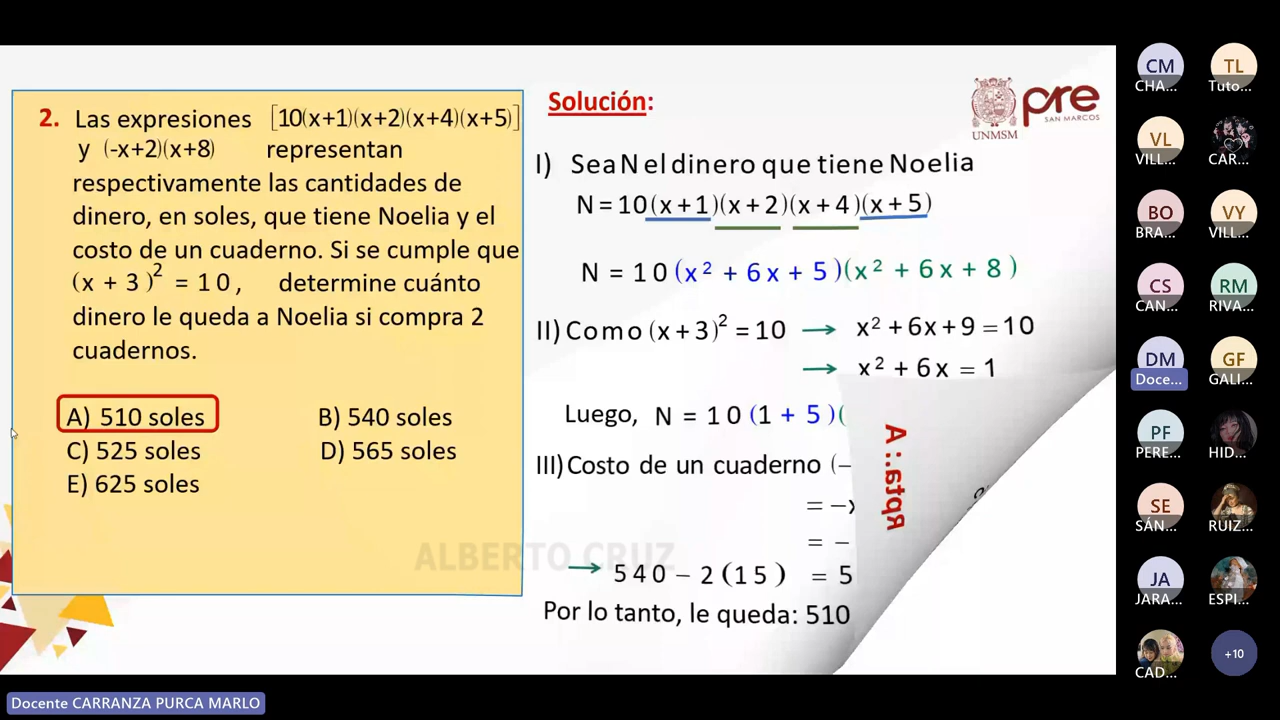 2. Las expresiones [10(x+1)(x+2)(x+4)(x+5)]
y (-x+2)(x+8) representan
respectivamente las cantidades de
dinero, en soles, que tiene Noelia y el
costo de un cuaderno. Si se cumple que
(x + 3)² = 10, determine cuánto
dinero le queda a Noelia si compra 2
cuadernos.
A) 510 soles B) 540 soles
C) 525 soles D) 565 soles
E) 625 soles
Solución:
UNMSM
pre
SAN MARCOS
I) Sea N el dinero que tiene Noelia
N = 10(x+1)(x+2)(x+4)(x+5)
N = 10(x² + 6x + 5)(x² + 6x + 8)
II) Como (x+3)² = 10 → x² + 6x + 9 = 10
→ x² + 6x = 1
Luego, N = 10(1 + 5)(
III) Costo de un cuaderno (–
= –x
= –
→ 540 – 2(15) = 5
Por lo tanto, le queda: 510
Rpta.: A
ALBERTO CRUZ
CM TL
CHA... Tuto...
VL
VILL... CAR...
BO VY
BRA... VILL...
CS RM
CAN... RIVA...
DM GF
Doce... GALI...
PF
PERE... HID...
SE
SÁN... RUIZ...
JA
JARA... ESPI...
CAD... +10
Docente CARRANZA PURCA MARLO